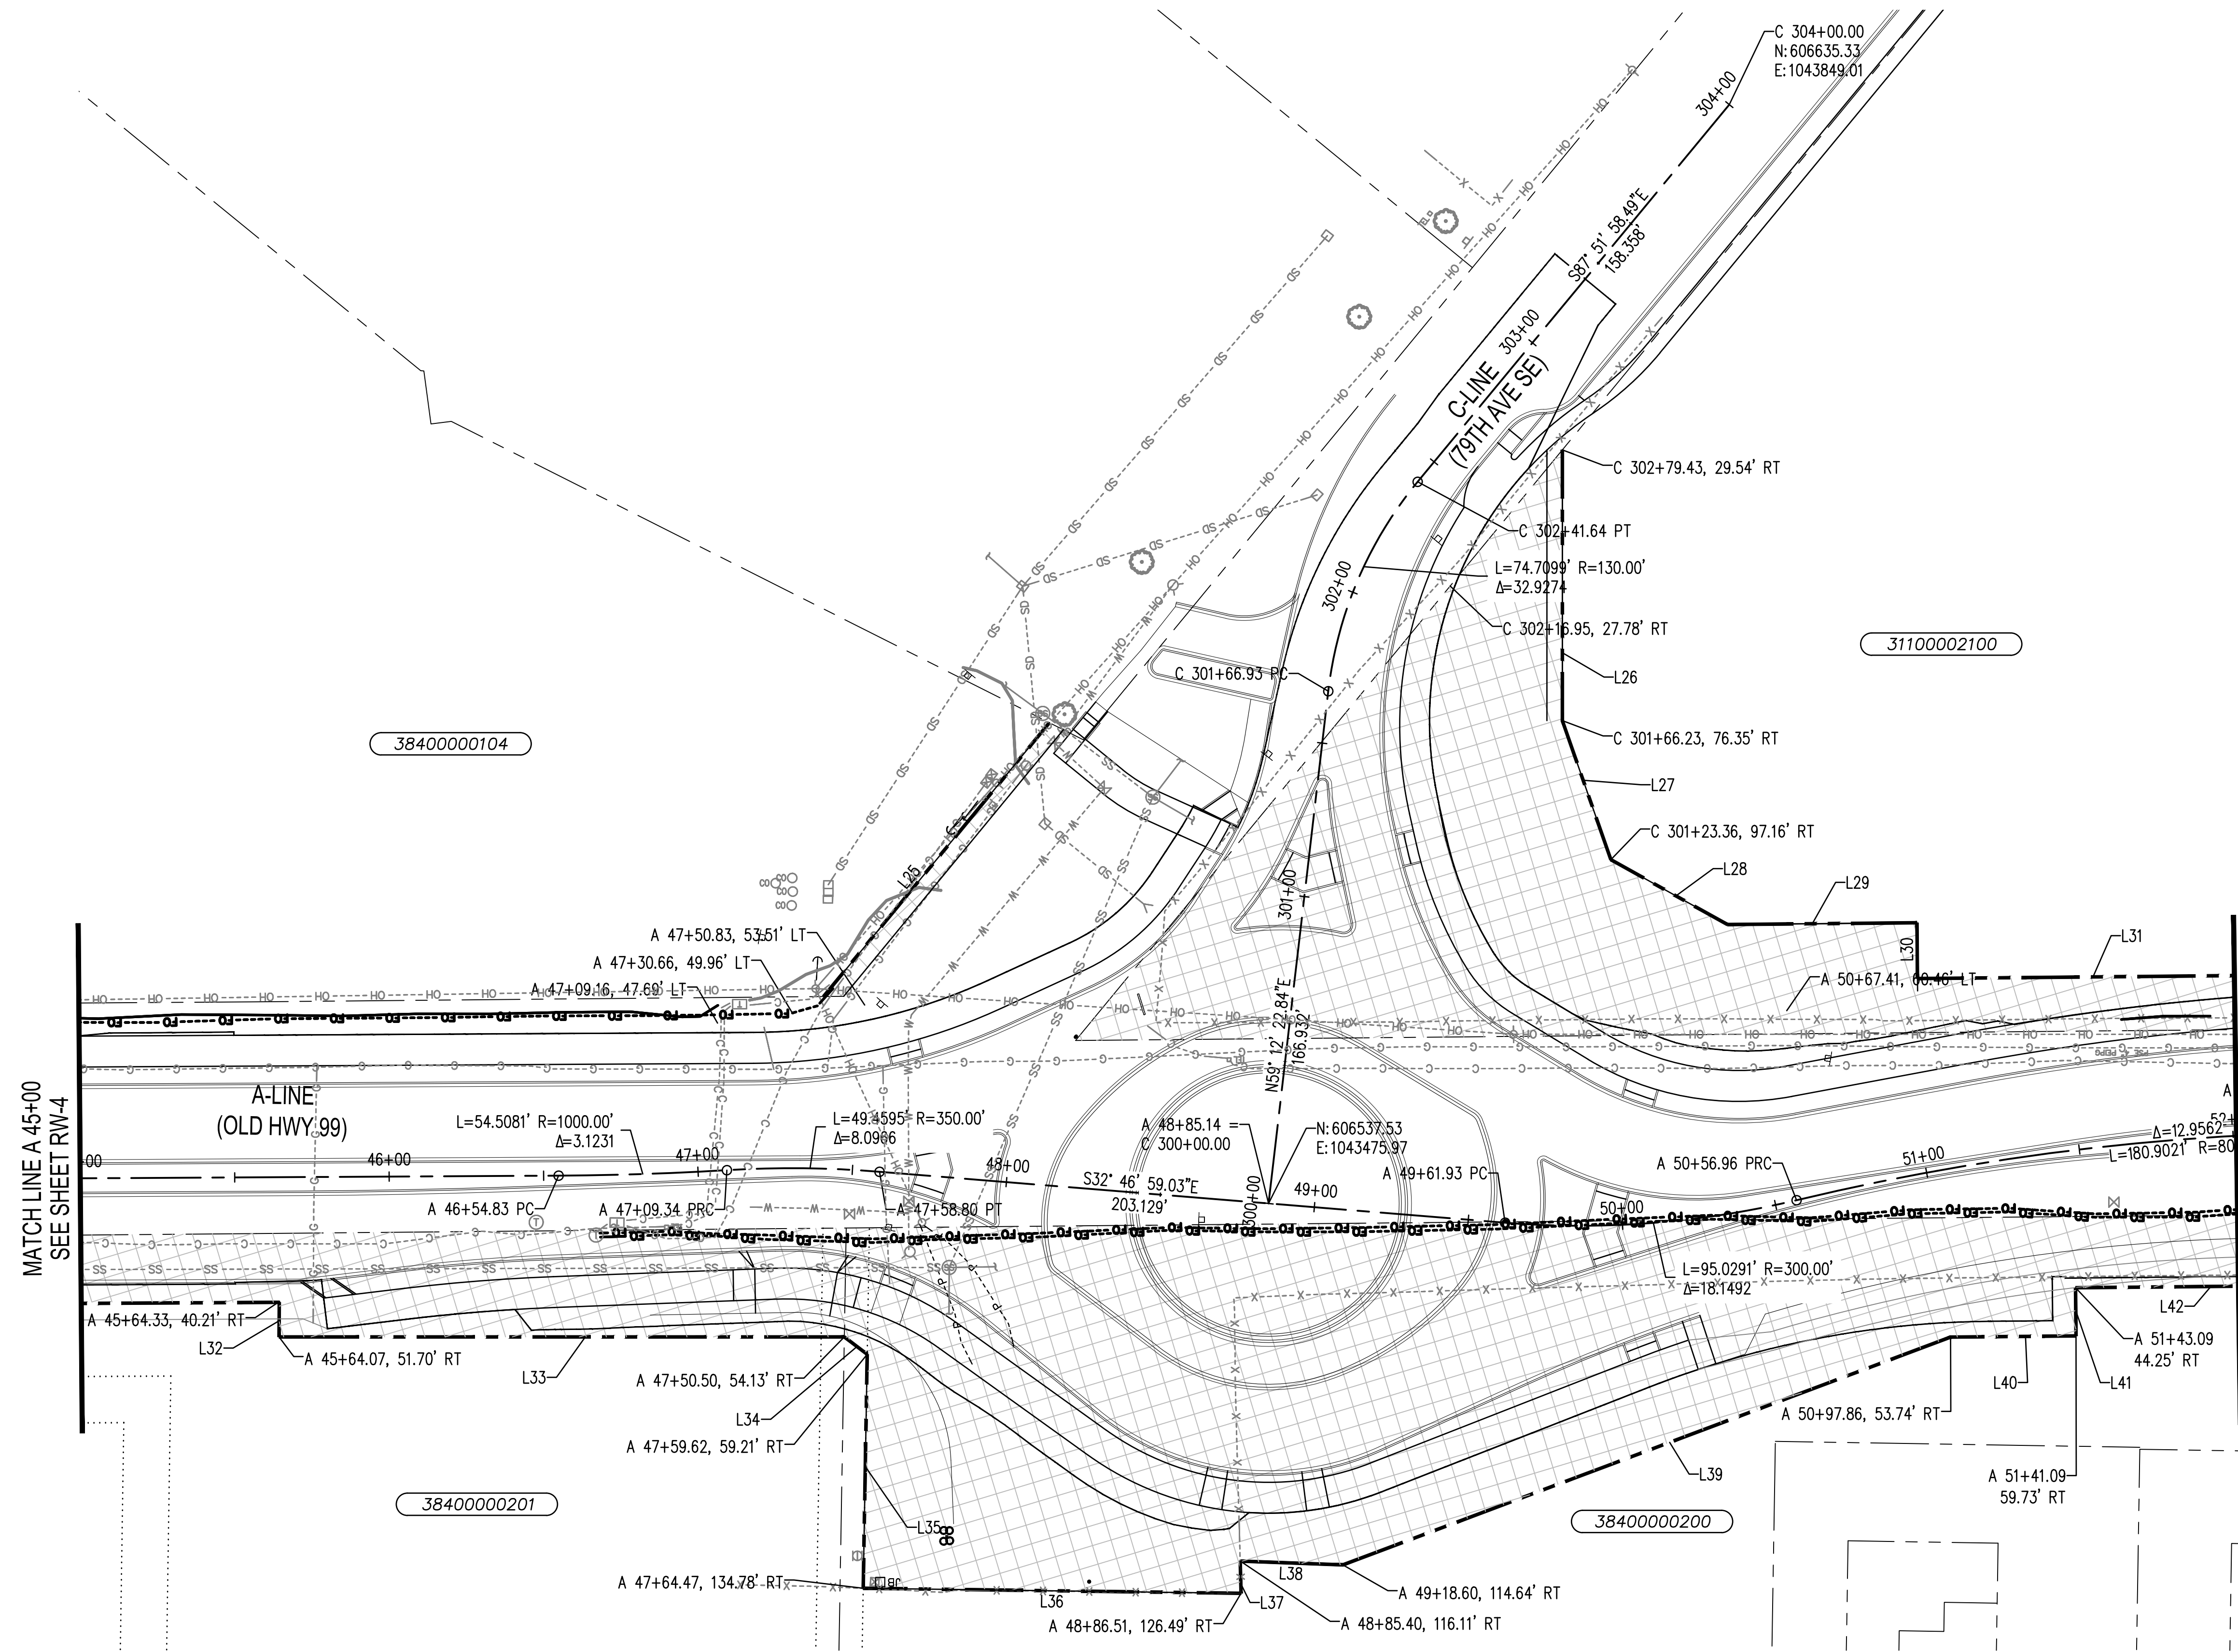 C 304+00.00
N: 606635.33
E: 1043849.01
304+00
S87° 51' 58.49"E
158.358'
303+00
C-LINE
(79TH AVE SE)
C 302+79.43, 29.54' RT
C 302+41.64 PT
L=74.7099' R=130.00'
Δ=32.9274
302+00
C 302+16.95, 27.78' RT
31100002100
C 301+66.93 PC
L26
38400000104
C 301+66.23, 76.35' RT
L27
C 301+23.36, 97.16' RT
L28
L29
L25
301+00
A 47+50.83, 53.51' LT
L30
L31
A 47+30.66, 49.96' LT
A 47+09.16, 47.69' LT
A 50+67.41, 60.46' LT
N59° 12' 22.84"E
166.932'
MATCH LINE A 45+00
SEE SHEET RW-4
A-LINE
(OLD HWY 99)
L=54.5081' R=1000.00'
Δ=3.1231
L=49.4595' R=350.00'
Δ=8.0966
A 48+85.14 =
C 300+00.00
N: 606537.53
E: 1043475.97
A
52+
Δ=12.9562
L=180.9021' R=80
00
46+00
47+00
48+00
S32° 46' 59.03"E
203.129'
300+00
49+00
A 49+61.93 PC
50+00
A 50+56.96 PRC
51+00
A 46+54.83 PC
A 47+09.34 PRC
A 47+58.80 PT
L=95.0291' R=300.00'
Δ=18.1492
A 45+64.33, 40.21' RT
L32
A 45+64.07, 51.70' RT
L33
A 47+50.50, 54.13' RT
L34
A 47+59.62, 59.21' RT
L42
A 51+43.09
44.25' RT
L40
L41
A 50+97.86, 53.74' RT
L39
A 51+41.09
59.73' RT
38400000201
L35
38400000200
A 47+64.47, 134.78' RT
JB
L36
L37
L38
A 49+18.60, 114.64' RT
A 48+85.40, 116.11' RT
A 48+86.51, 126.49' RT